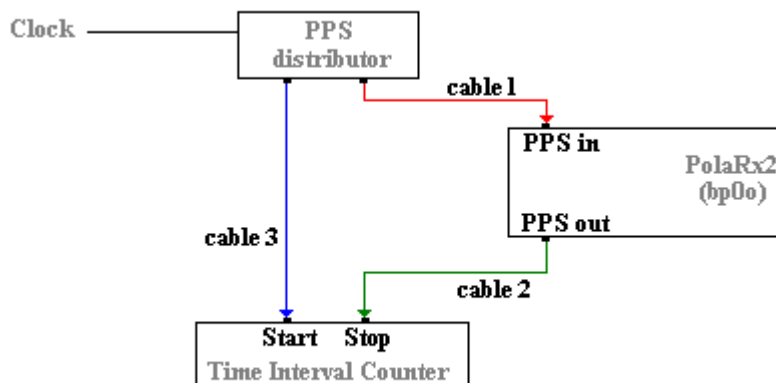 Clock
PPS
distributor
cable 1
PPS in
PolaRx2
(bp0o)
PPS out
cable 3
cable 2
Start Stop
Time Interval Counter